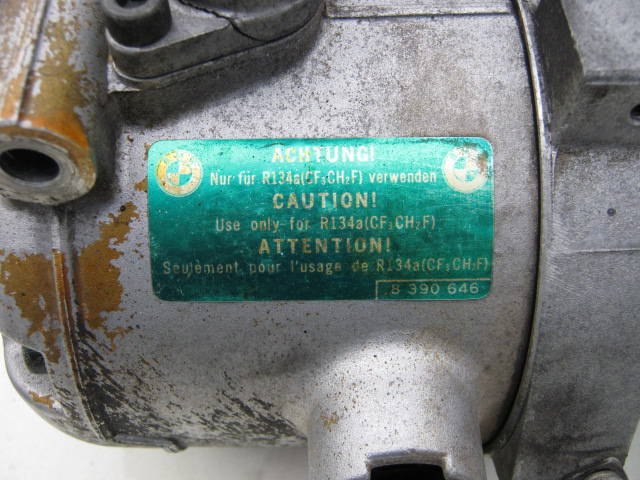 ACHTUNG!
Nur für R134a(CF₃CH₂F) verwenden
CAUTION!
Use only for R134a(CF₃CH₂F)
ATTENTION!
Seulement pour l'usage de R134a(CF₃CH₂F)
8 390 646